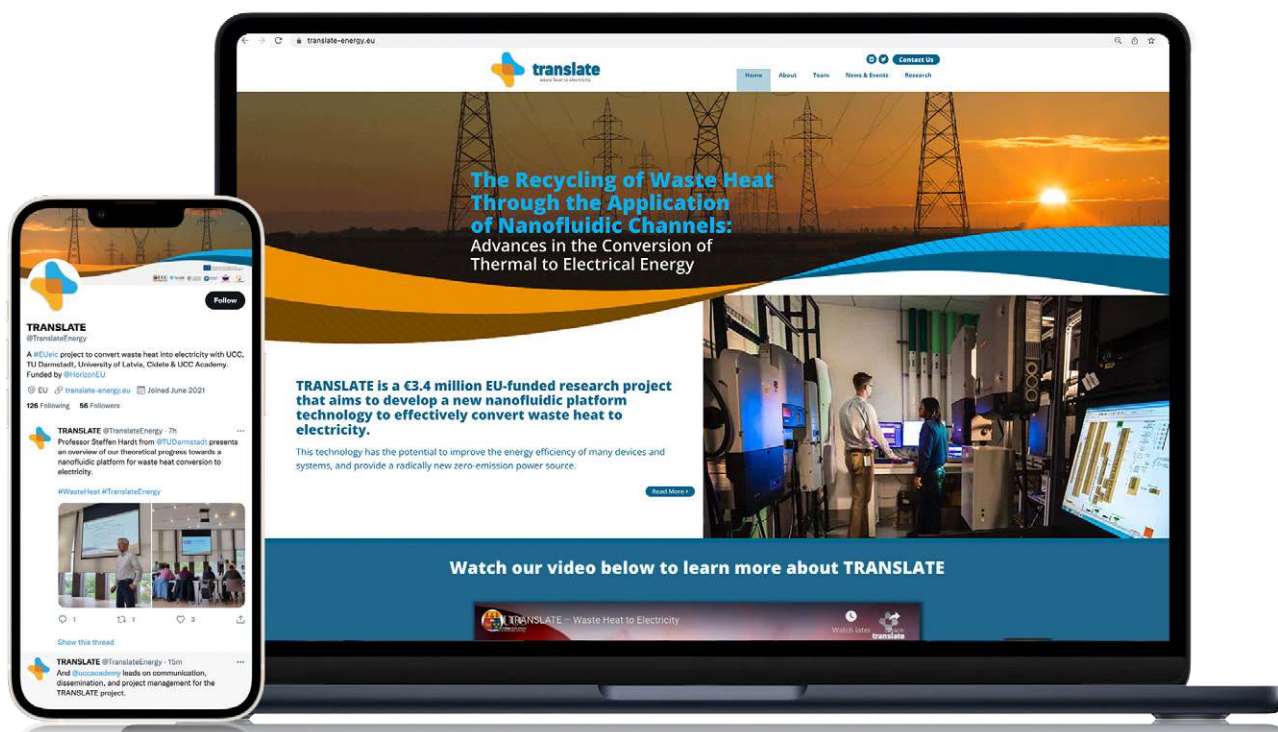 translate-energy.eu
translate
waste heat to electricity
Contact Us
Home About Team News & Events Research
The Recycling of Waste Heat
Through the Application
of Nanofluidic Channels:
Advances in the Conversion of
Thermal to Electrical Energy
TRANSLATE is a €3.4 million EU-funded research project
that aims to develop a new nanofluidic platform
technology to effectively convert waste heat to
electricity.
This technology has the potential to improve the energy efficiency of many devices and
systems, and provide a radically new zero-emission power source.
Read More
Watch our video below to learn more about TRANSLATE
TRANSLATE – Waste Heat to Electricity
Watch later
Share
translate
Follow
TRANSLATE
@TranslateEnergy
A #EUeic project to convert waste heat into electricity with UCC,
TU Darmstadt, University of Latvia, Cidete & UCC Academy.
Funded by @HorizonEU
EU translate-energy.eu Joined June 2021
126 Following 56 Followers
TRANSLATE @TranslateEnergy · 7h
Professor Steffen Hardt from @TUDarmstadt presents
an overview of our theoretical progress towards a
nanofluidic platform for waste heat conversion to
electricity.
#WasteHeat #TranslateEnergy
1 1 3
Show this thread
TRANSLATE @TranslateEnergy · 15m
And @uccacademy leads on communication,
dissemination, and project management for the
TRANSLATE project.